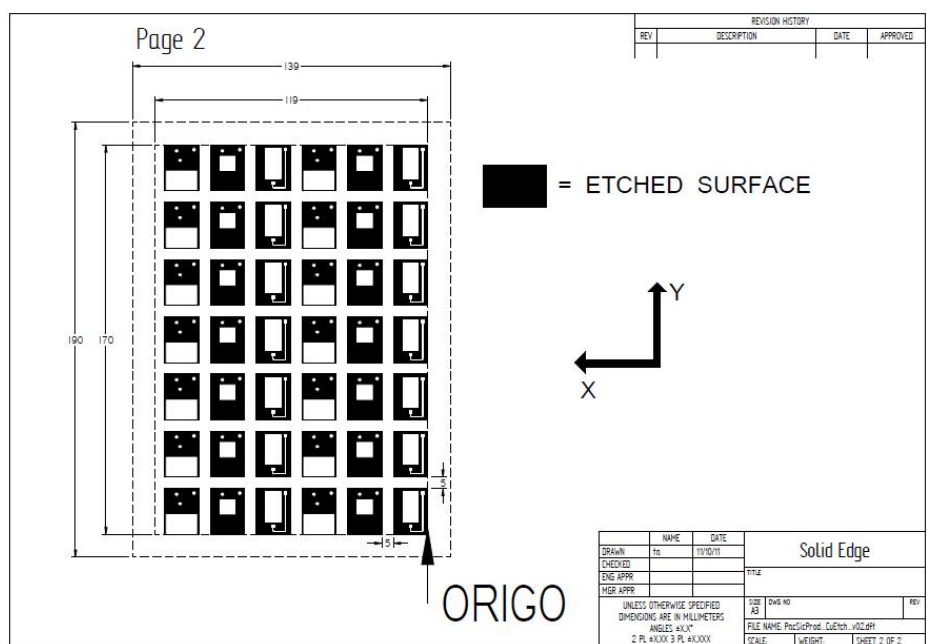 REVISION HISTORY
REV DESCRIPTION DATE APPROVED
Page 2
139
119
= ETCHED SURFACE
Y
X
190 170
5
5
ORIGO
NAME DATE
DRAWN fa 11/10/11
CHECKED
ENG APPR
MGR APPR
Solid Edge
TITLE
UNLESS OTHERWISE SPECIFIED
DIMENSIONS ARE IN MILLIMETERS
ANGLES ±X.X°
2 PL ±X.XX 3 PL ±X.XXX
SIZE DWG NO REV
A3
FILE NAME: PacSicProd...CuEtch...v02.dft
SCALE: WEIGHT: SHEET 2 OF 2